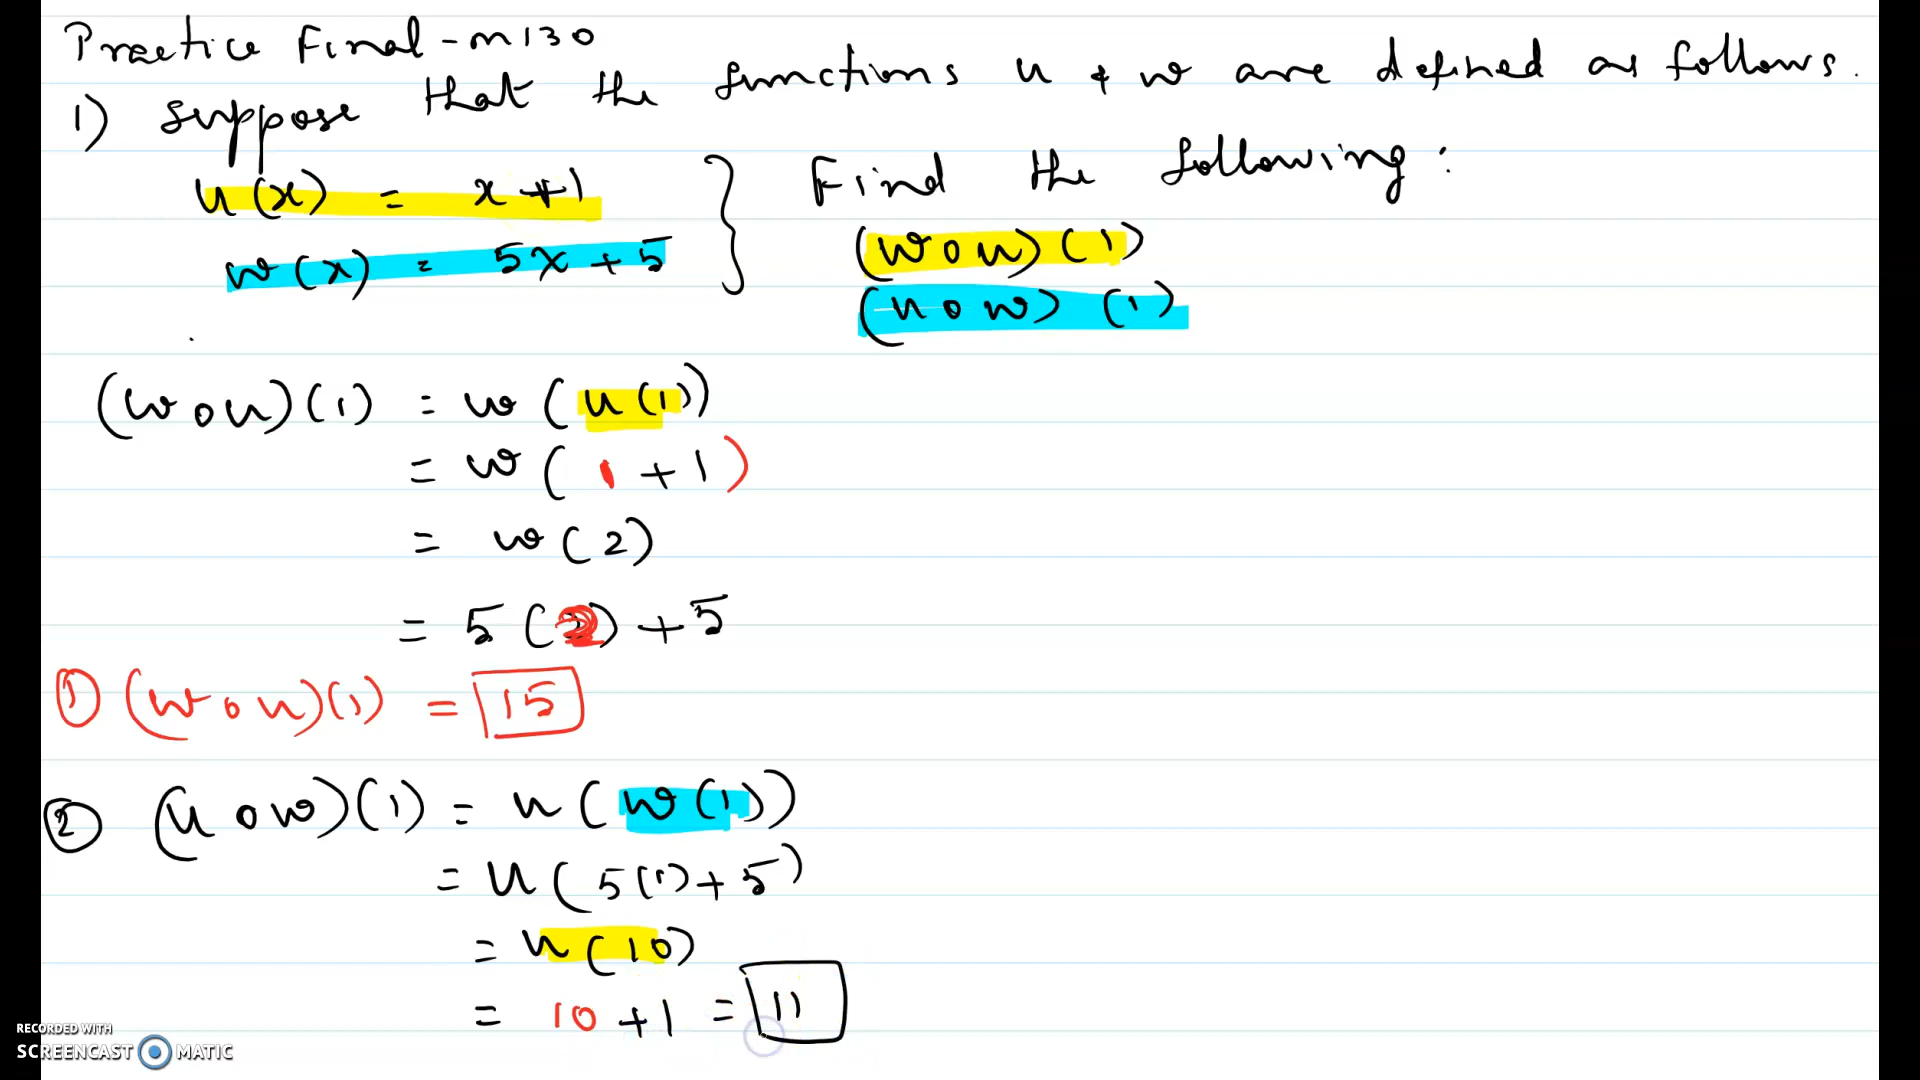 Practice Final - M130
1) Suppose that the functions u & w are defined as follows.
u(x) = x+1
w(x) = 5x+5
} Find the following:
(w o u)(1)
(u o w)(1)
(w o u)(1) = w(u(1))
= w(1+1)
= w(2)
= 5(2)+5
① (w o u)(1) = 15
② (u o w)(1) = u(w(1))
= u(5(1)+5)
= u(10)
= 10+1 = 11
RECORDED WITH
SCREENCAST MATIC